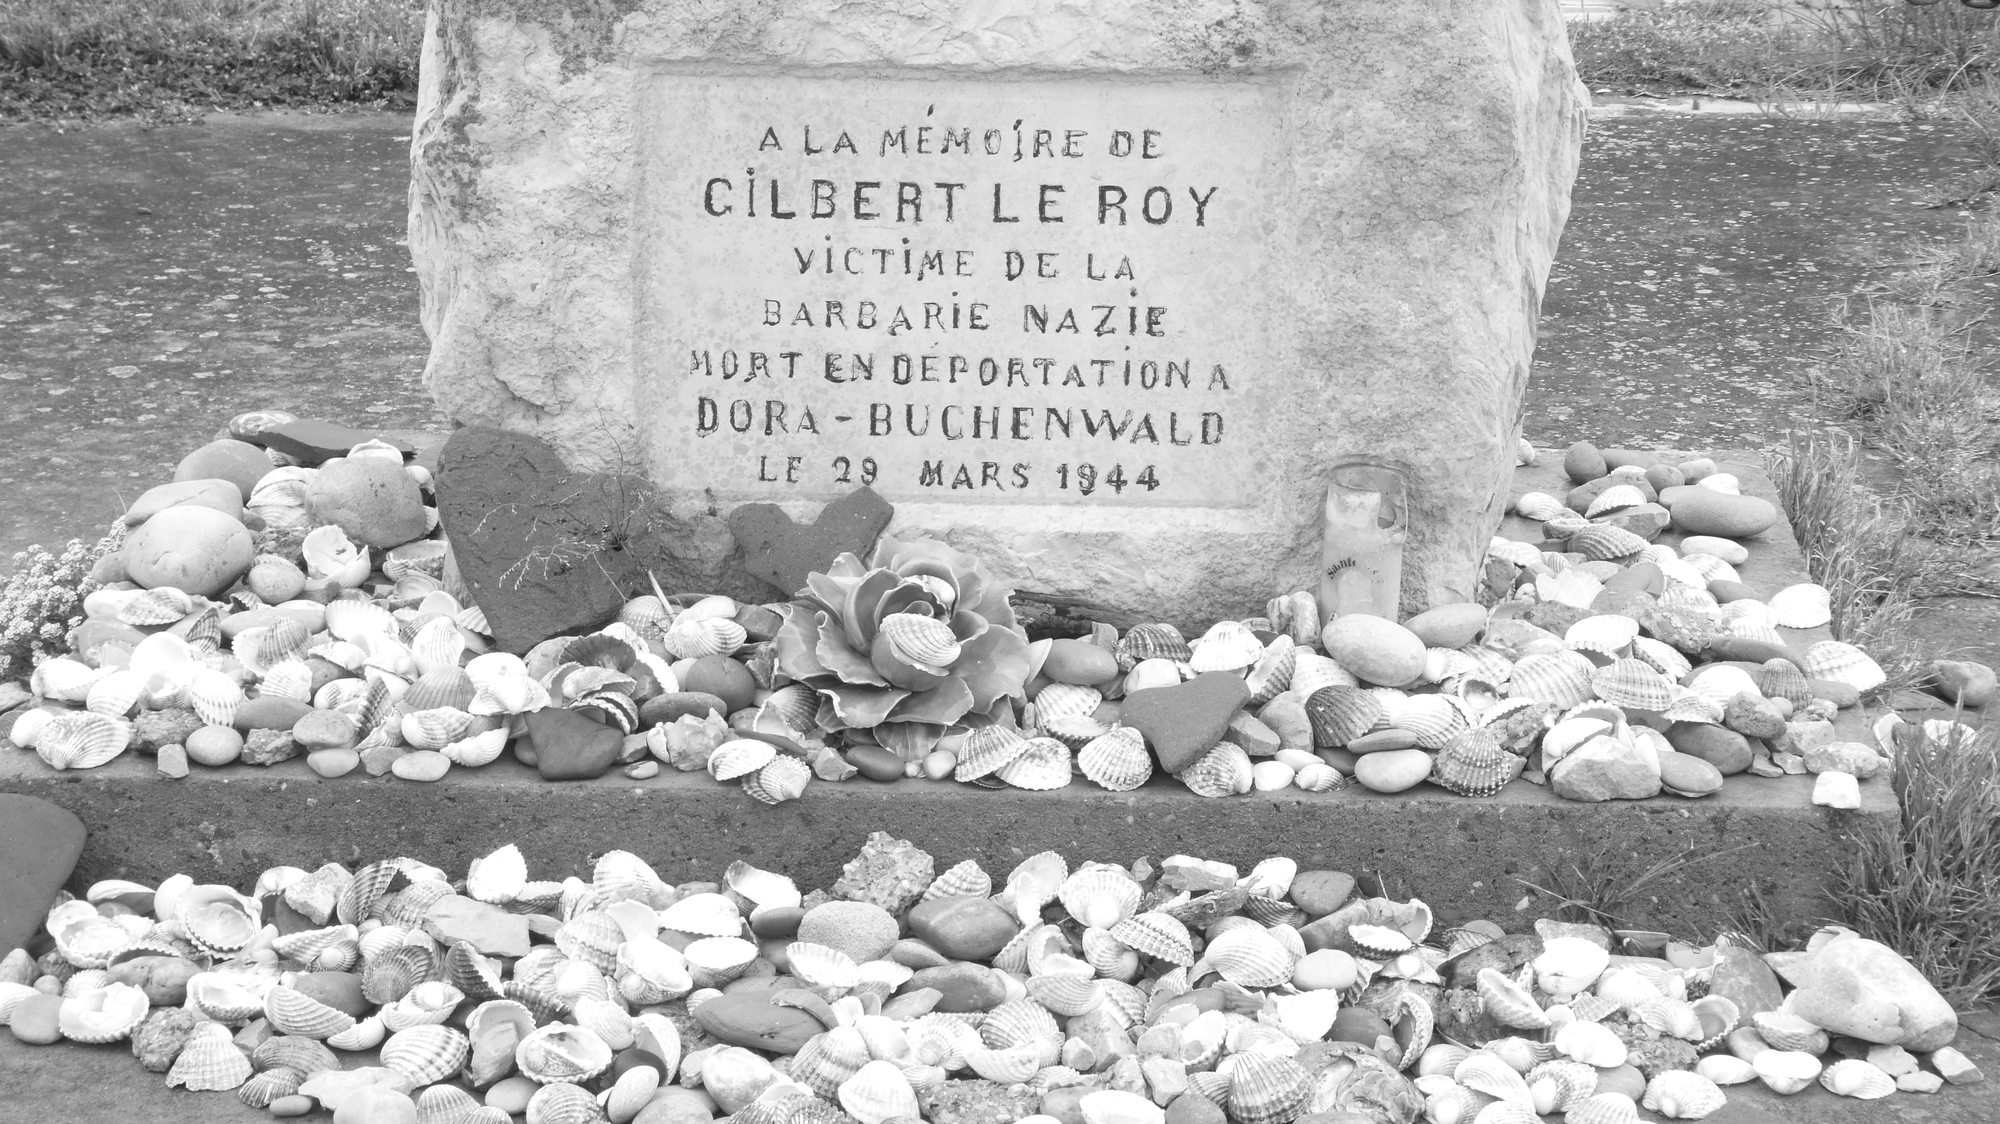 A LA MÉMOIRE DE
GILBERT LE ROY
VICTIME DE LA
BARBARIE NAZIE
MORT EN DÉPORTATION A
DORA-BUCHENWALD
LE 29 MARS 1944
Sainte